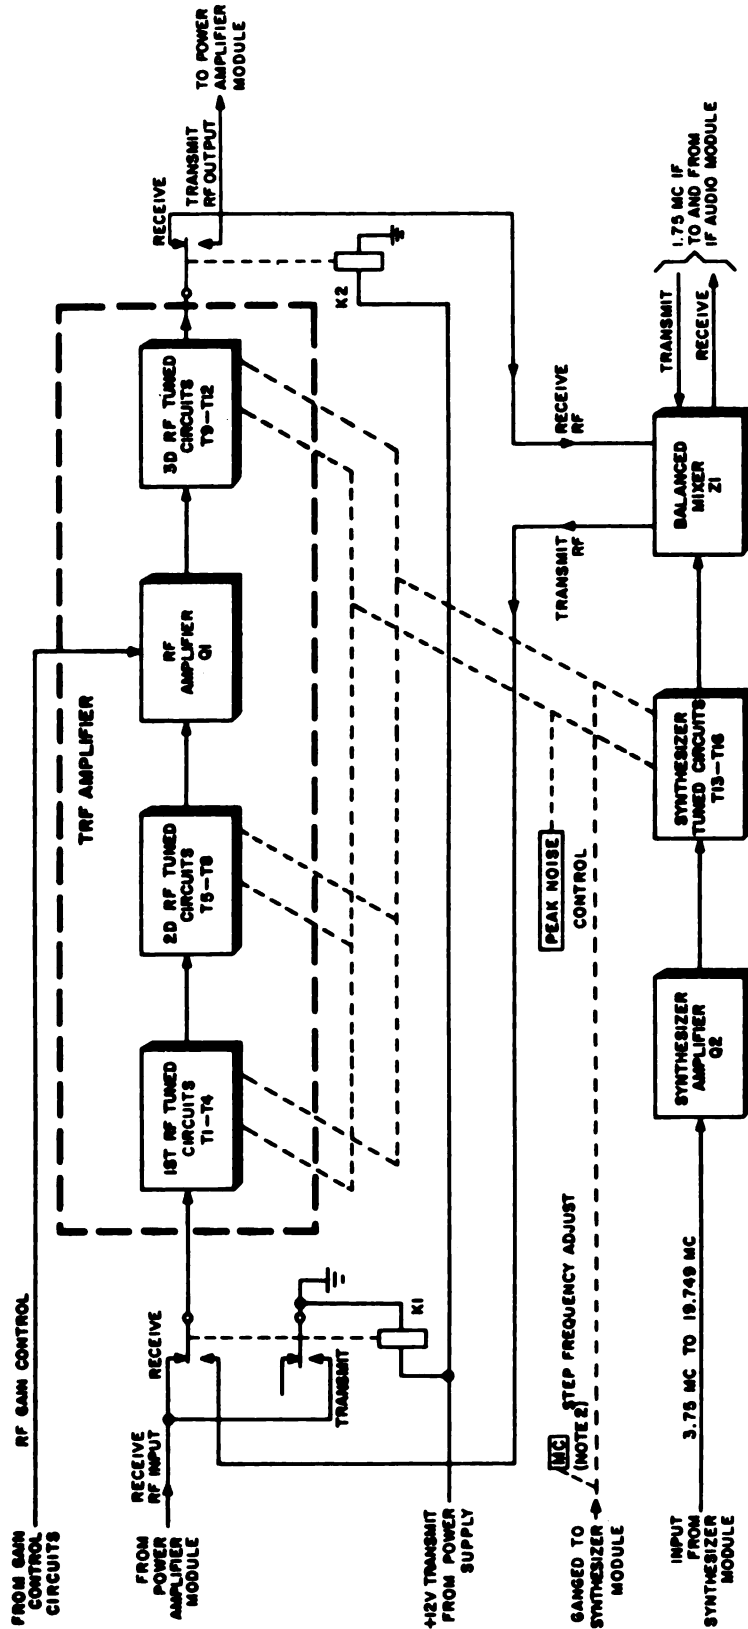 FROM GAIN
CONTROL
CIRCUITS
RF GAIN CONTROL
TRF AMPLIFIER
FROM
POWER
AMPLIFIER
MODULE
RECEIVE
RF INPUT
RECEIVE
TRANSMIT
K1
1ST RF TUNED
CIRCUITS
T1-T4
2D RF TUNED
CIRCUITS
T5-T8
RF
AMPLIFIER
Q1
3D RF TUNED
CIRCUITS
T9-T12
RECEIVE
TRANSMIT
RF OUTPUT
TO POWER
AMPLIFIER
MODULE
K2
+12V TRANSMIT
FROM POWER
SUPPLY
PEAK NOISE
CONTROL
TRANSMIT
RF
RECEIVE
RF
MC STEP FREQUENCY ADJUST
(NOTE 2)
GANGED TO
SYNTHESIZER
MODULE
INPUT
FROM
SYNTHESIZER
MODULE
3.75 MC TO 19.749 MC
SYNTHESIZER
AMPLIFIER
Q2
SYNTHESIZER
TUNED CIRCUITS
T13-T16
BALANCED
MIXER
Z1
TRANSMIT
RECEIVE
1.75 MC IF
TO AND FROM
IF AUDIO MODULE